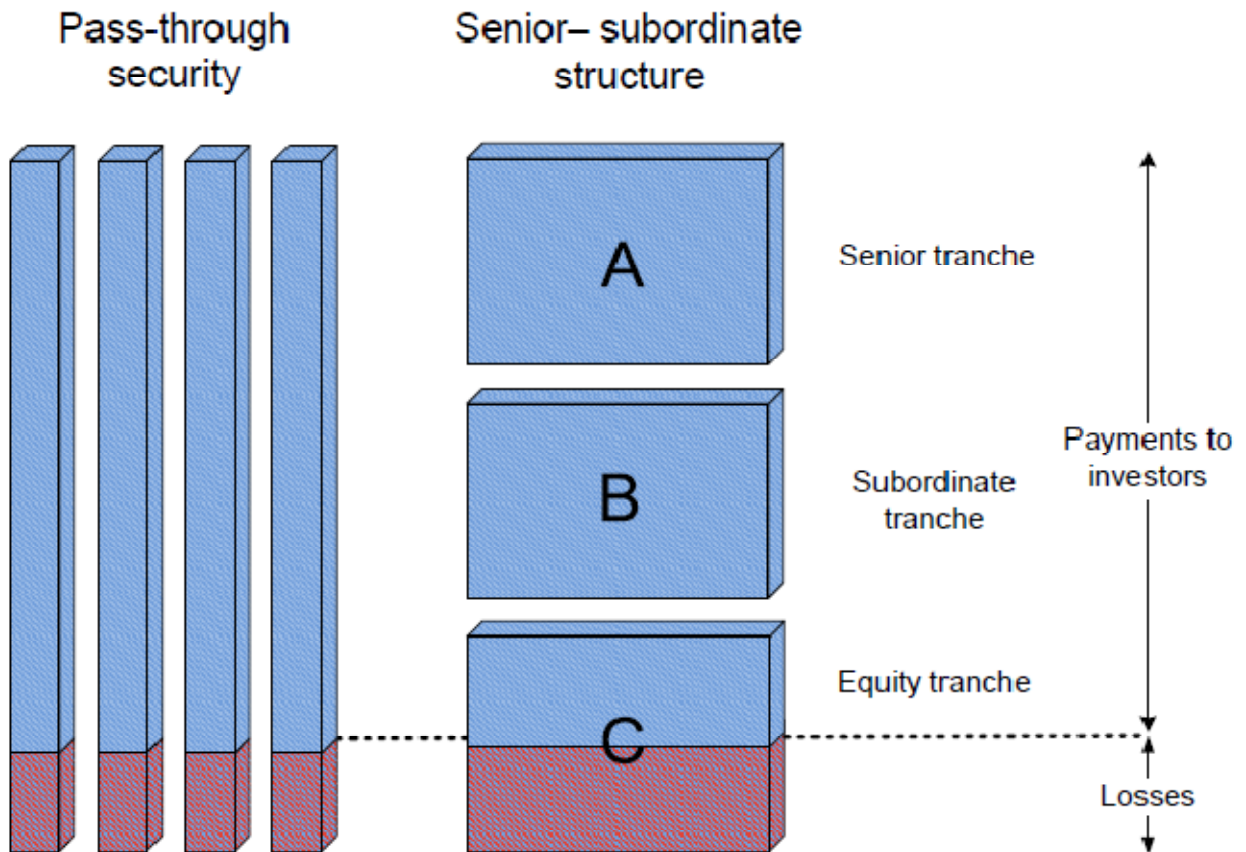 Pass-through
security
Senior– subordinate
structure
A
Senior tranche
Payments to
investors
B
Subordinate
tranche
C
Equity tranche
Losses